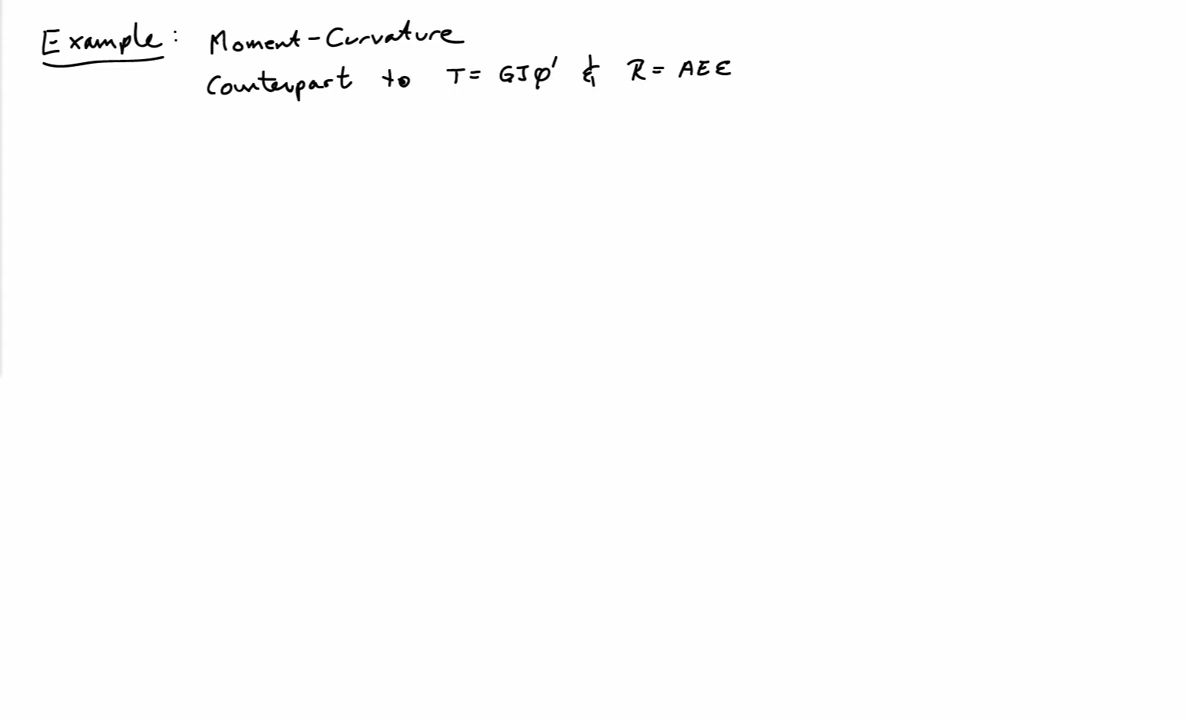 Example: Moment-Curvature
Counterpart to T= GJφ' & R= AEε